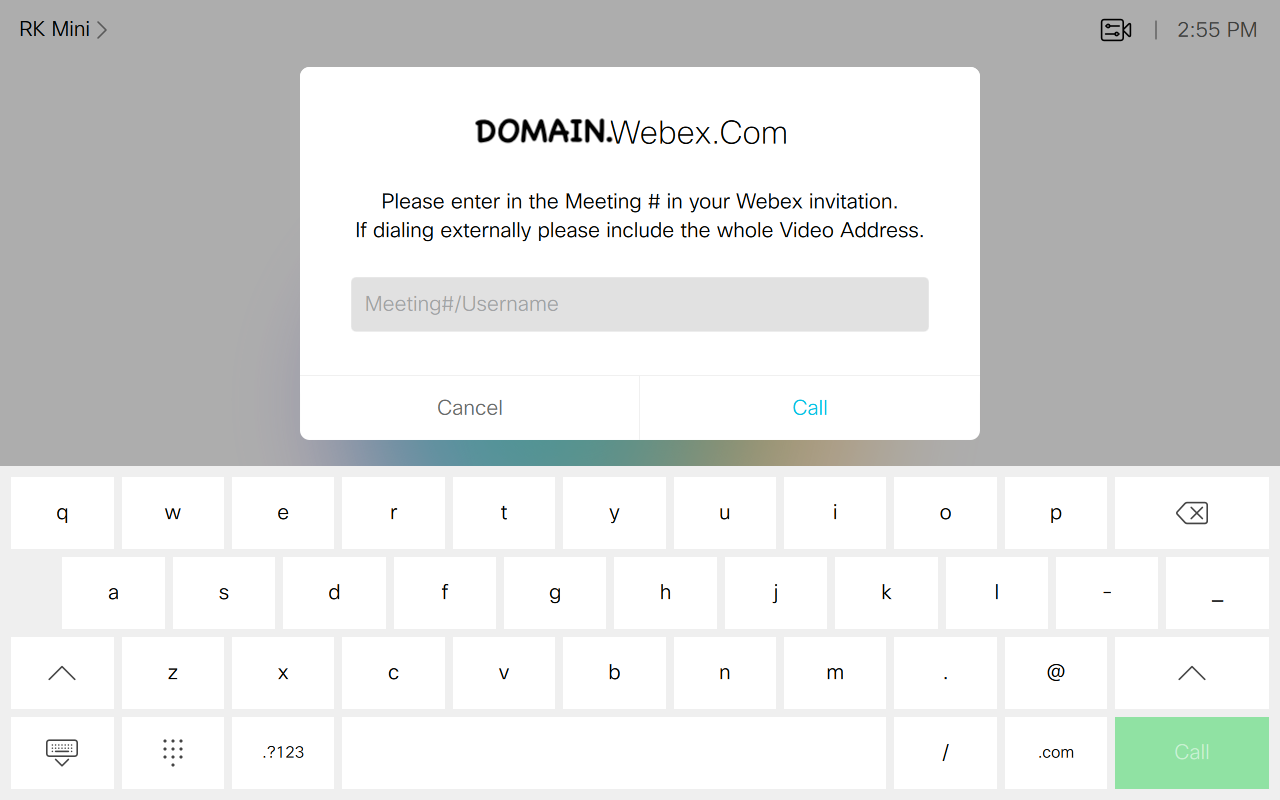 RK Mini
2:55 PM
DOMAIN.Webex.Com
Please enter in the Meeting # in your Webex invitation.
If dialing externally please include the whole Video Address.
Meeting#/Username
Cancel Call
q w e r t y u i o p
a s d f g h j k l - _
z x c v b n m . @
.?123 / .com Call